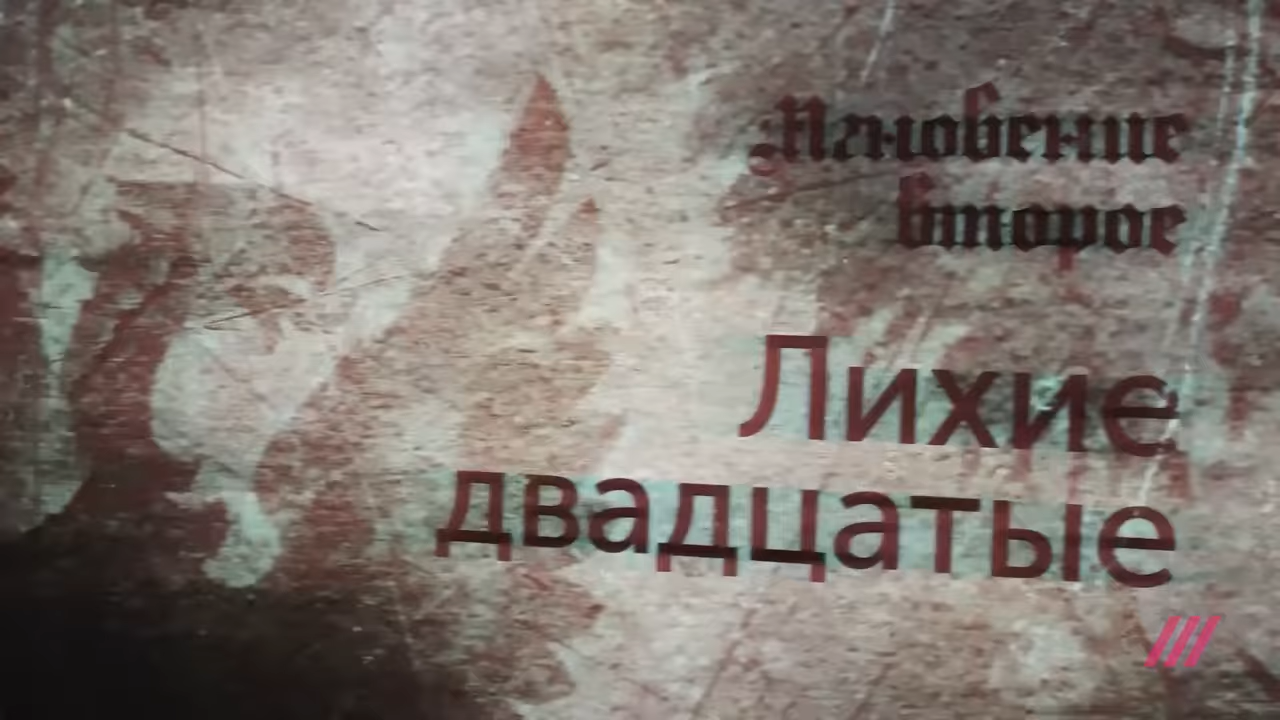 Мгновение
второе
Лихие
двадцатые